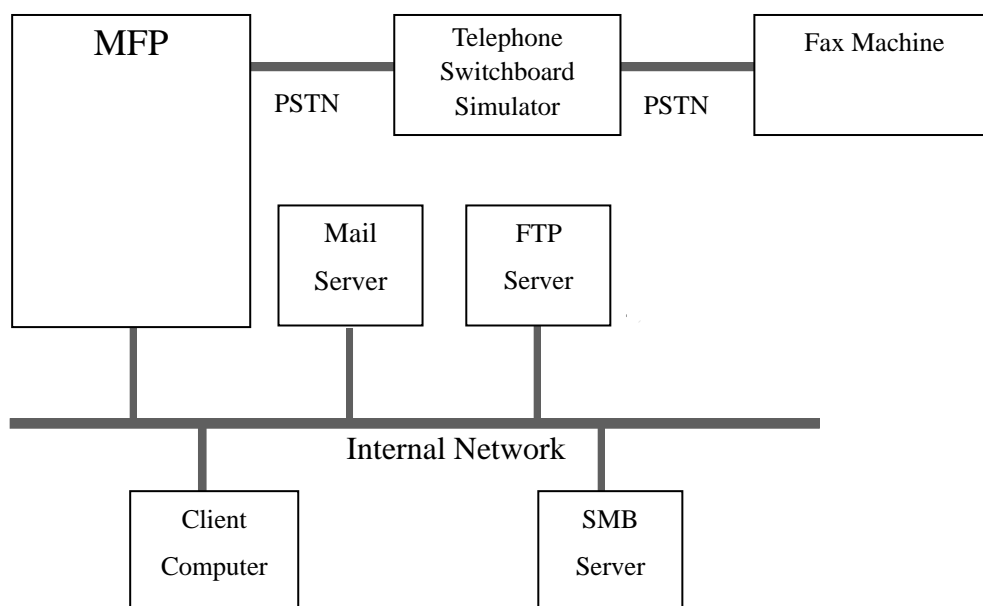 MFP
Telephone
Switchboard
Simulator
Fax Machine
PSTN
PSTN
Mail
Server
FTP
Server
Internal Network
Client
Computer
SMB
Server